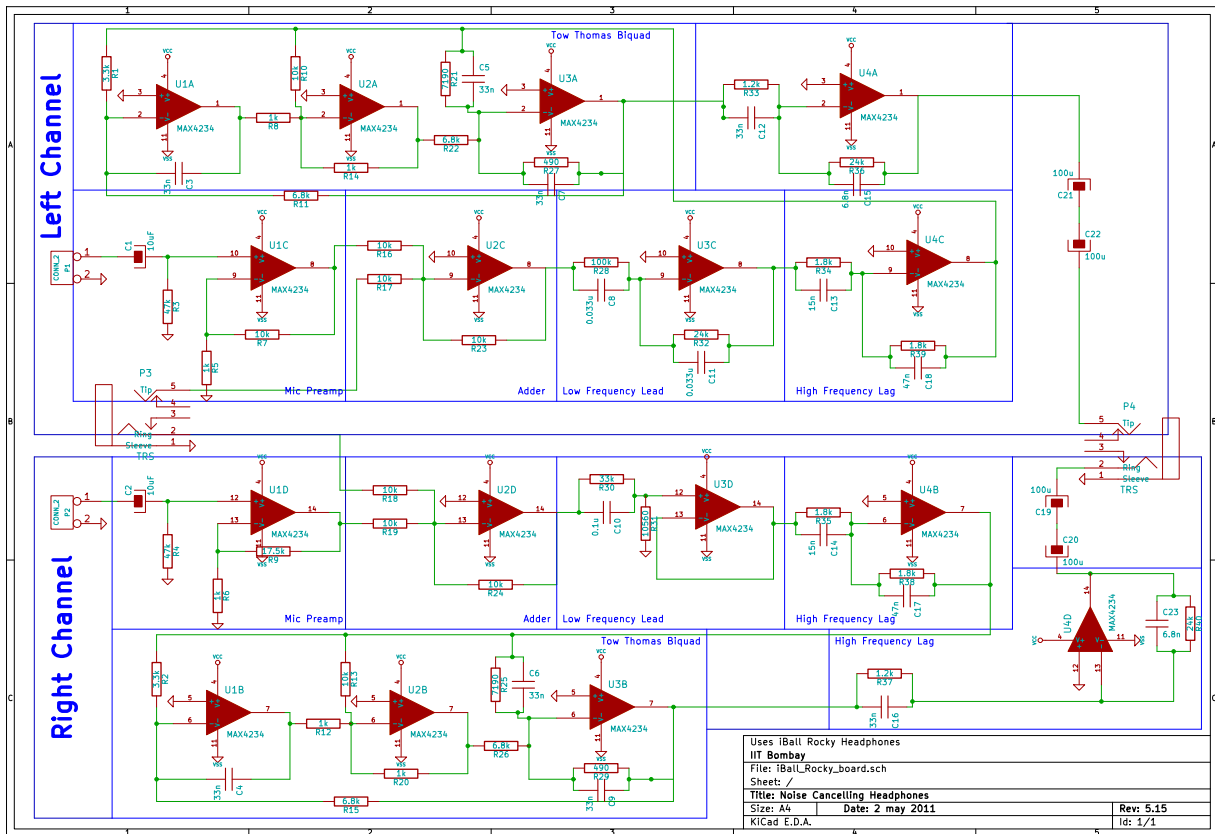 1 2 3 4 5
A
B
C
Left Channel
Tow Thomas Biquad
VCC
3.3k
R1
U1A
MAX4234
VSS
33n
C3
1k
R8
10k
R10
U2A
MAX4234
1k
R14
6.8k
R11
6.8k
R22
7190
R21
C5
33n
U3A
MAX4234
490
R27
33n
C7
1.2k
R33
33n
C12
U4A
MAX4234
24k
R36
6.8n
C15
100u
C21
C22
100u
CONN_2
P1
C1
10uF
47k
R3
U1C
MAX4234
10k
R7
1k
R5
10k
R16
10k
R17
U2C
MAX4234
10k
R23
100k
R28
0.033u
C8
U3C
MAX4234
24k
R32
0.033u
C11
1.8k
R34
15n
C13
U4C
MAX4234
1.8k
R39
47n
C18
Mic Preamp
Adder
Low Frequency Lead
High Frequency Lag
P3
Tip
Ring
Sleeve
TRS
P4
Tip
Ring
Sleeve
TRS
Right Channel
CONN_2
P2
C2
10uF
47k
R4
U1D
MAX4234
17.5k
R9
1k
R6
10k
R18
10k
R19
U2D
MAX4234
10k
R24
33k
R30
0.1u
C10
10560
R31
U3D
MAX4234
1.8k
R35
15n
C14
U4B
MAX4234
1.8k
R38
47n
C17
100u
C19
C20
100u
Mic Preamp
Adder
Low Frequency Lead
High Frequency Lag
U4D
MAX4234
C23
6.8n
24k
R40
Tow Thomas Biquad
High Frequency Lag
3.3k
R2
U1B
MAX4234
33n
C4
1k
R12
10k
R13
U2B
MAX4234
1k
R20
6.8k
R15
6.8k
R26
7190
R25
C6
33n
U3B
MAX4234
490
R29
33n
C9
1.2k
R37
33n
C16
Uses iBall Rocky Headphones
IIT Bombay
File: iBall_Rocky_board.sch
Sheet: /
Title: Noise Cancelling Headphones
Size: A4 Date: 2 may 2011 Rev: 5.15
KiCad E.D.A. Id: 1/1
1 2 3 4 5